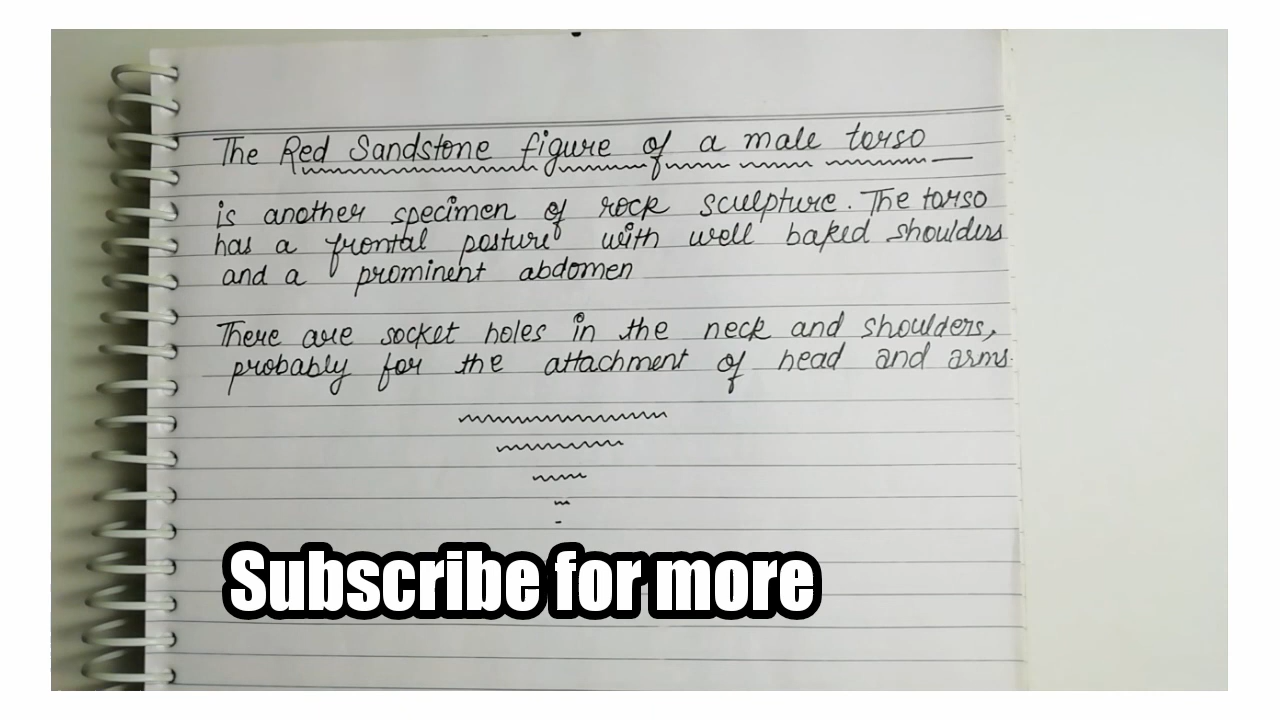 The Red Sandstone figure of a male torso
is another specimen of rock sculpture. The torso
has a frontal posture with well baked shoulders
and a prominent abdomen
There are socket holes in the neck and shoulders,
probably for the attachment of head and arms.
Subscribe for more